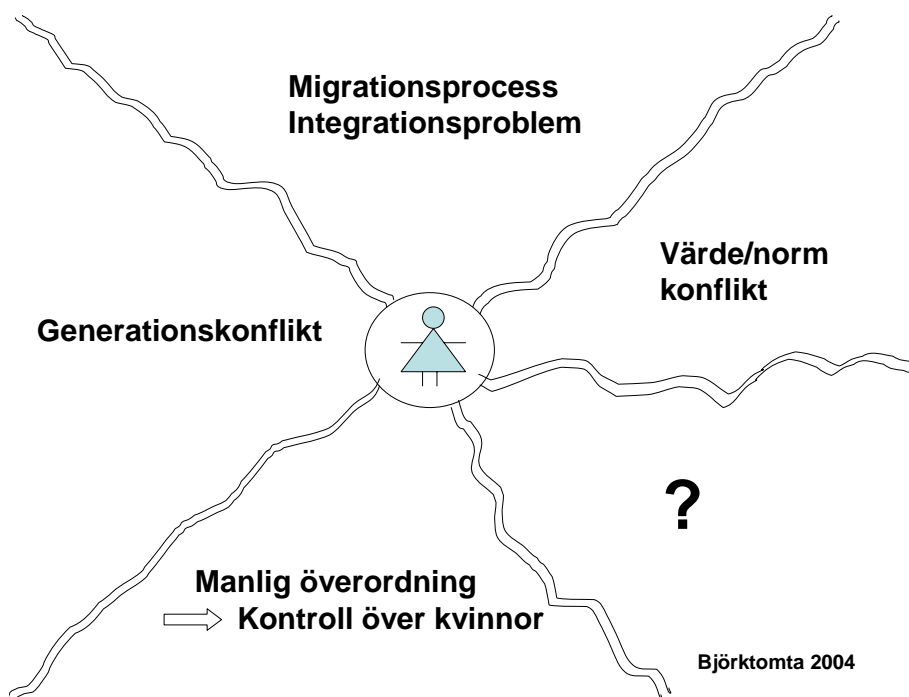 Migrationsprocess
Integrationsproblem
Värde/norm
konflikt
Generationskonflikt
?
Manlig överordning
Kontroll över kvinnor
Björktomta 2004